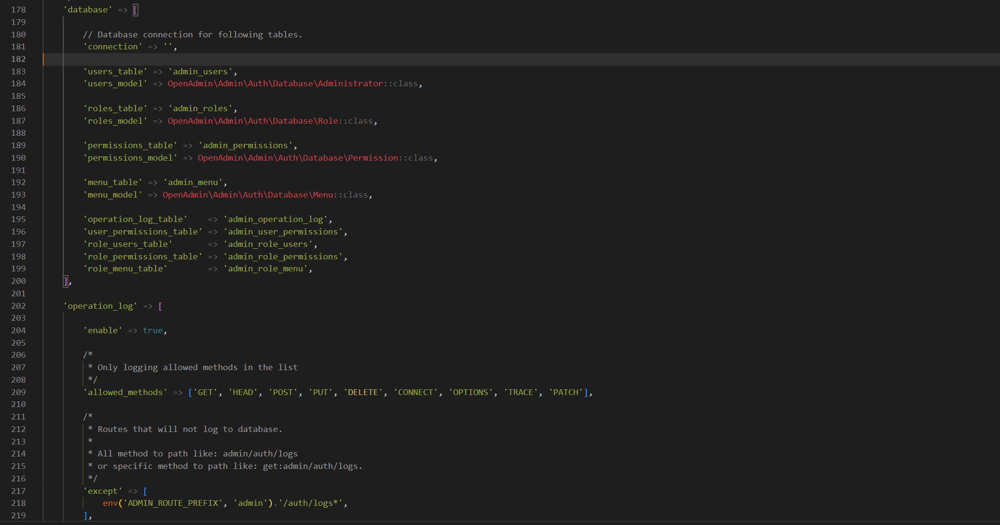 178 'database' => [
179
180 // Database connection for following tables.
181 'connection' => '',
182
183 'users_table' => 'admin_users',
184 'users_model' => OpenAdmin\Admin\Auth\Database\Administrator::class,
185
186 'roles_table' => 'admin_roles',
187 'roles_model' => OpenAdmin\Admin\Auth\Database\Role::class,
188
189 'permissions_table' => 'admin_permissions',
190 'permissions_model' => OpenAdmin\Admin\Auth\Database\Permission::class,
191
192 'menu_table' => 'admin_menu',
193 'menu_model' => OpenAdmin\Admin\Auth\Database\Menu::class,
194
195 'operation_log_table'    => 'admin_operation_log',
196 'user_permissions_table' => 'admin_user_permissions',
197 'role_users_table'       => 'admin_role_users',
198 'role_permissions_table' => 'admin_role_permissions',
199 'role_menu_table'        => 'admin_role_menu',
200 ],
201
202 'operation_log' => [
203
204 'enable' => true,
205
206 /*
207 * Only logging allowed methods in the list
208 */
209 'allowed_methods' => ['GET', 'HEAD', 'POST', 'PUT', 'DELETE', 'CONNECT', 'OPTIONS', 'TRACE', 'PATCH'],
210
211 /*
212 * Routes that will not log to database.
213 *
214 * All method to path like: admin/auth/logs
215 * or specific method to path like: get:admin/auth/logs.
216 */
217 'except' => [
218 env('ADMIN_ROUTE_PREFIX', 'admin').'/auth/logs*',
219 ],